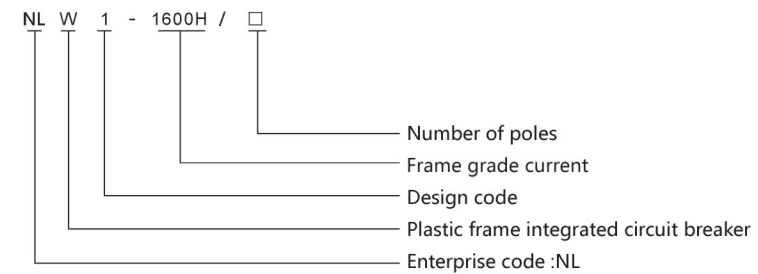 NL W 1 - 1600H / □
Number of poles
Frame grade current
Design code
Plastic frame integrated circuit breaker
Enterprise code :NL